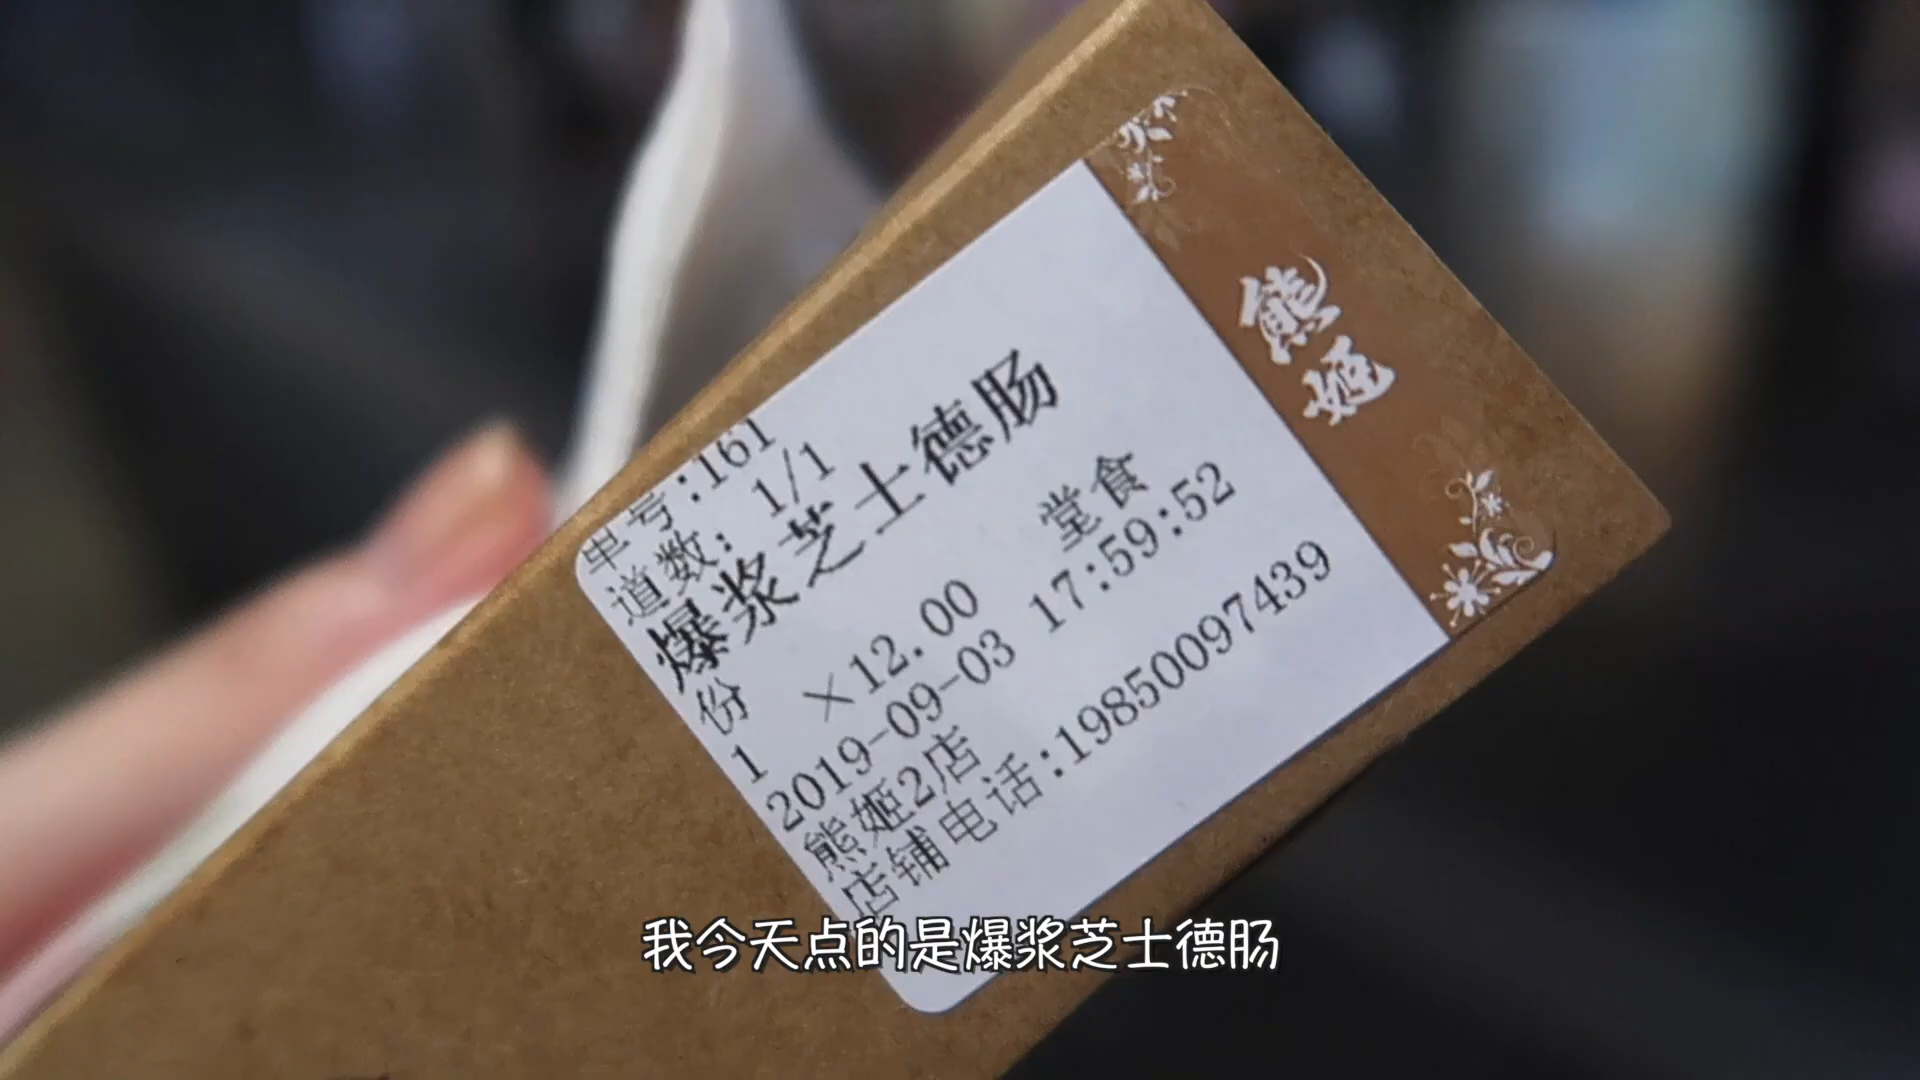 熊姬
单号:161
道数: 1/1
爆浆芝士德肠
份 堂食
1 ×12.00
2019-09-03 17:59:52
熊姬2店
店铺电话:19850097439
我今天点的是爆浆芝士德肠